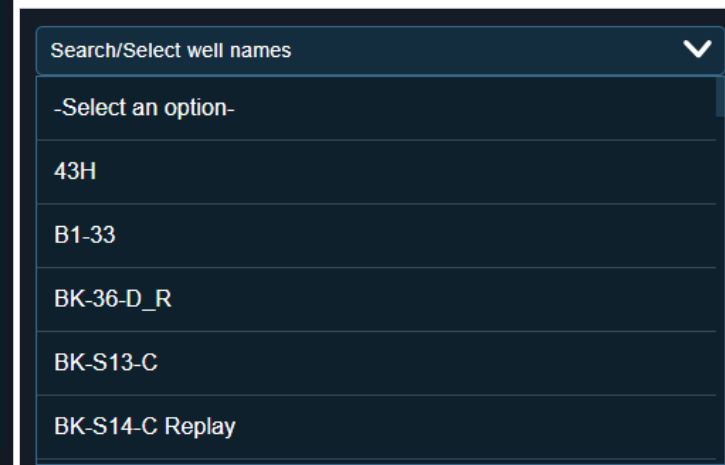 Search/Select well names
-Select an option-
43H
B1-33
BK-36-D_R
BK-S13-C
BK-S14-C Replay